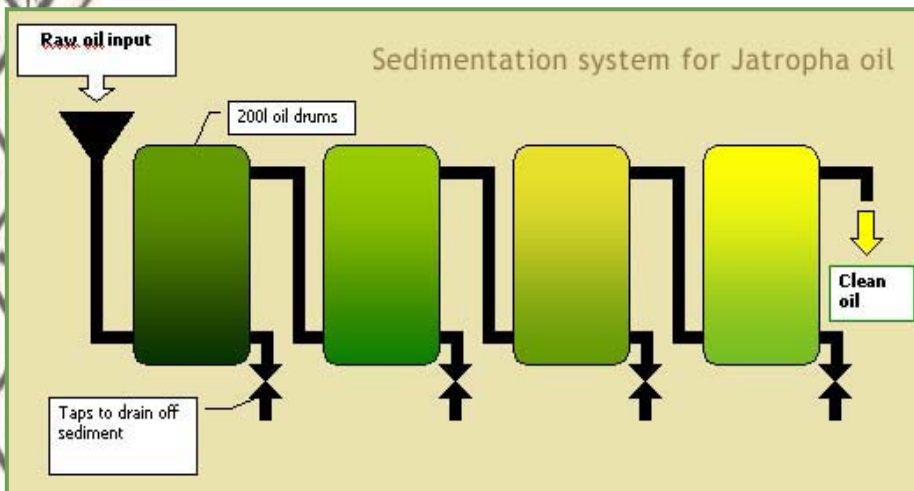 Raw oil input
Sedimentation system for Jatropha oil
200l oil drums
Clean
oil
Taps to drain off
sediment